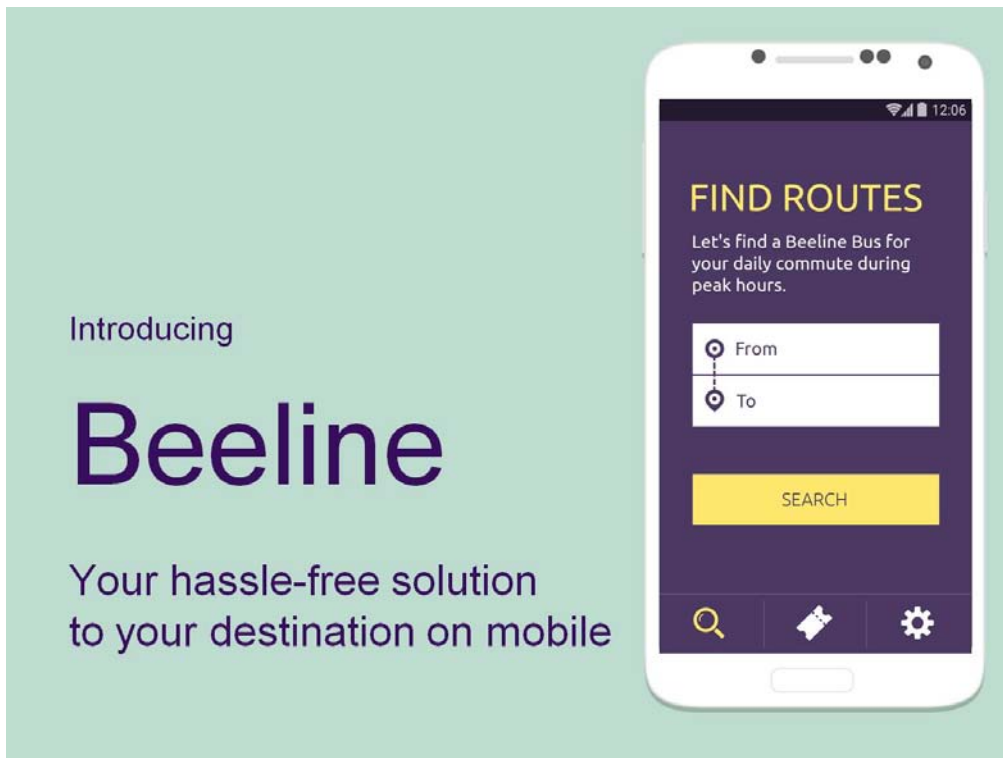 Introducing
Beeline
Your hassle-free solution
to your destination on mobile
12:06
FIND ROUTES
Let's find a Beeline Bus for
your daily commute during
peak hours.
From
To
SEARCH